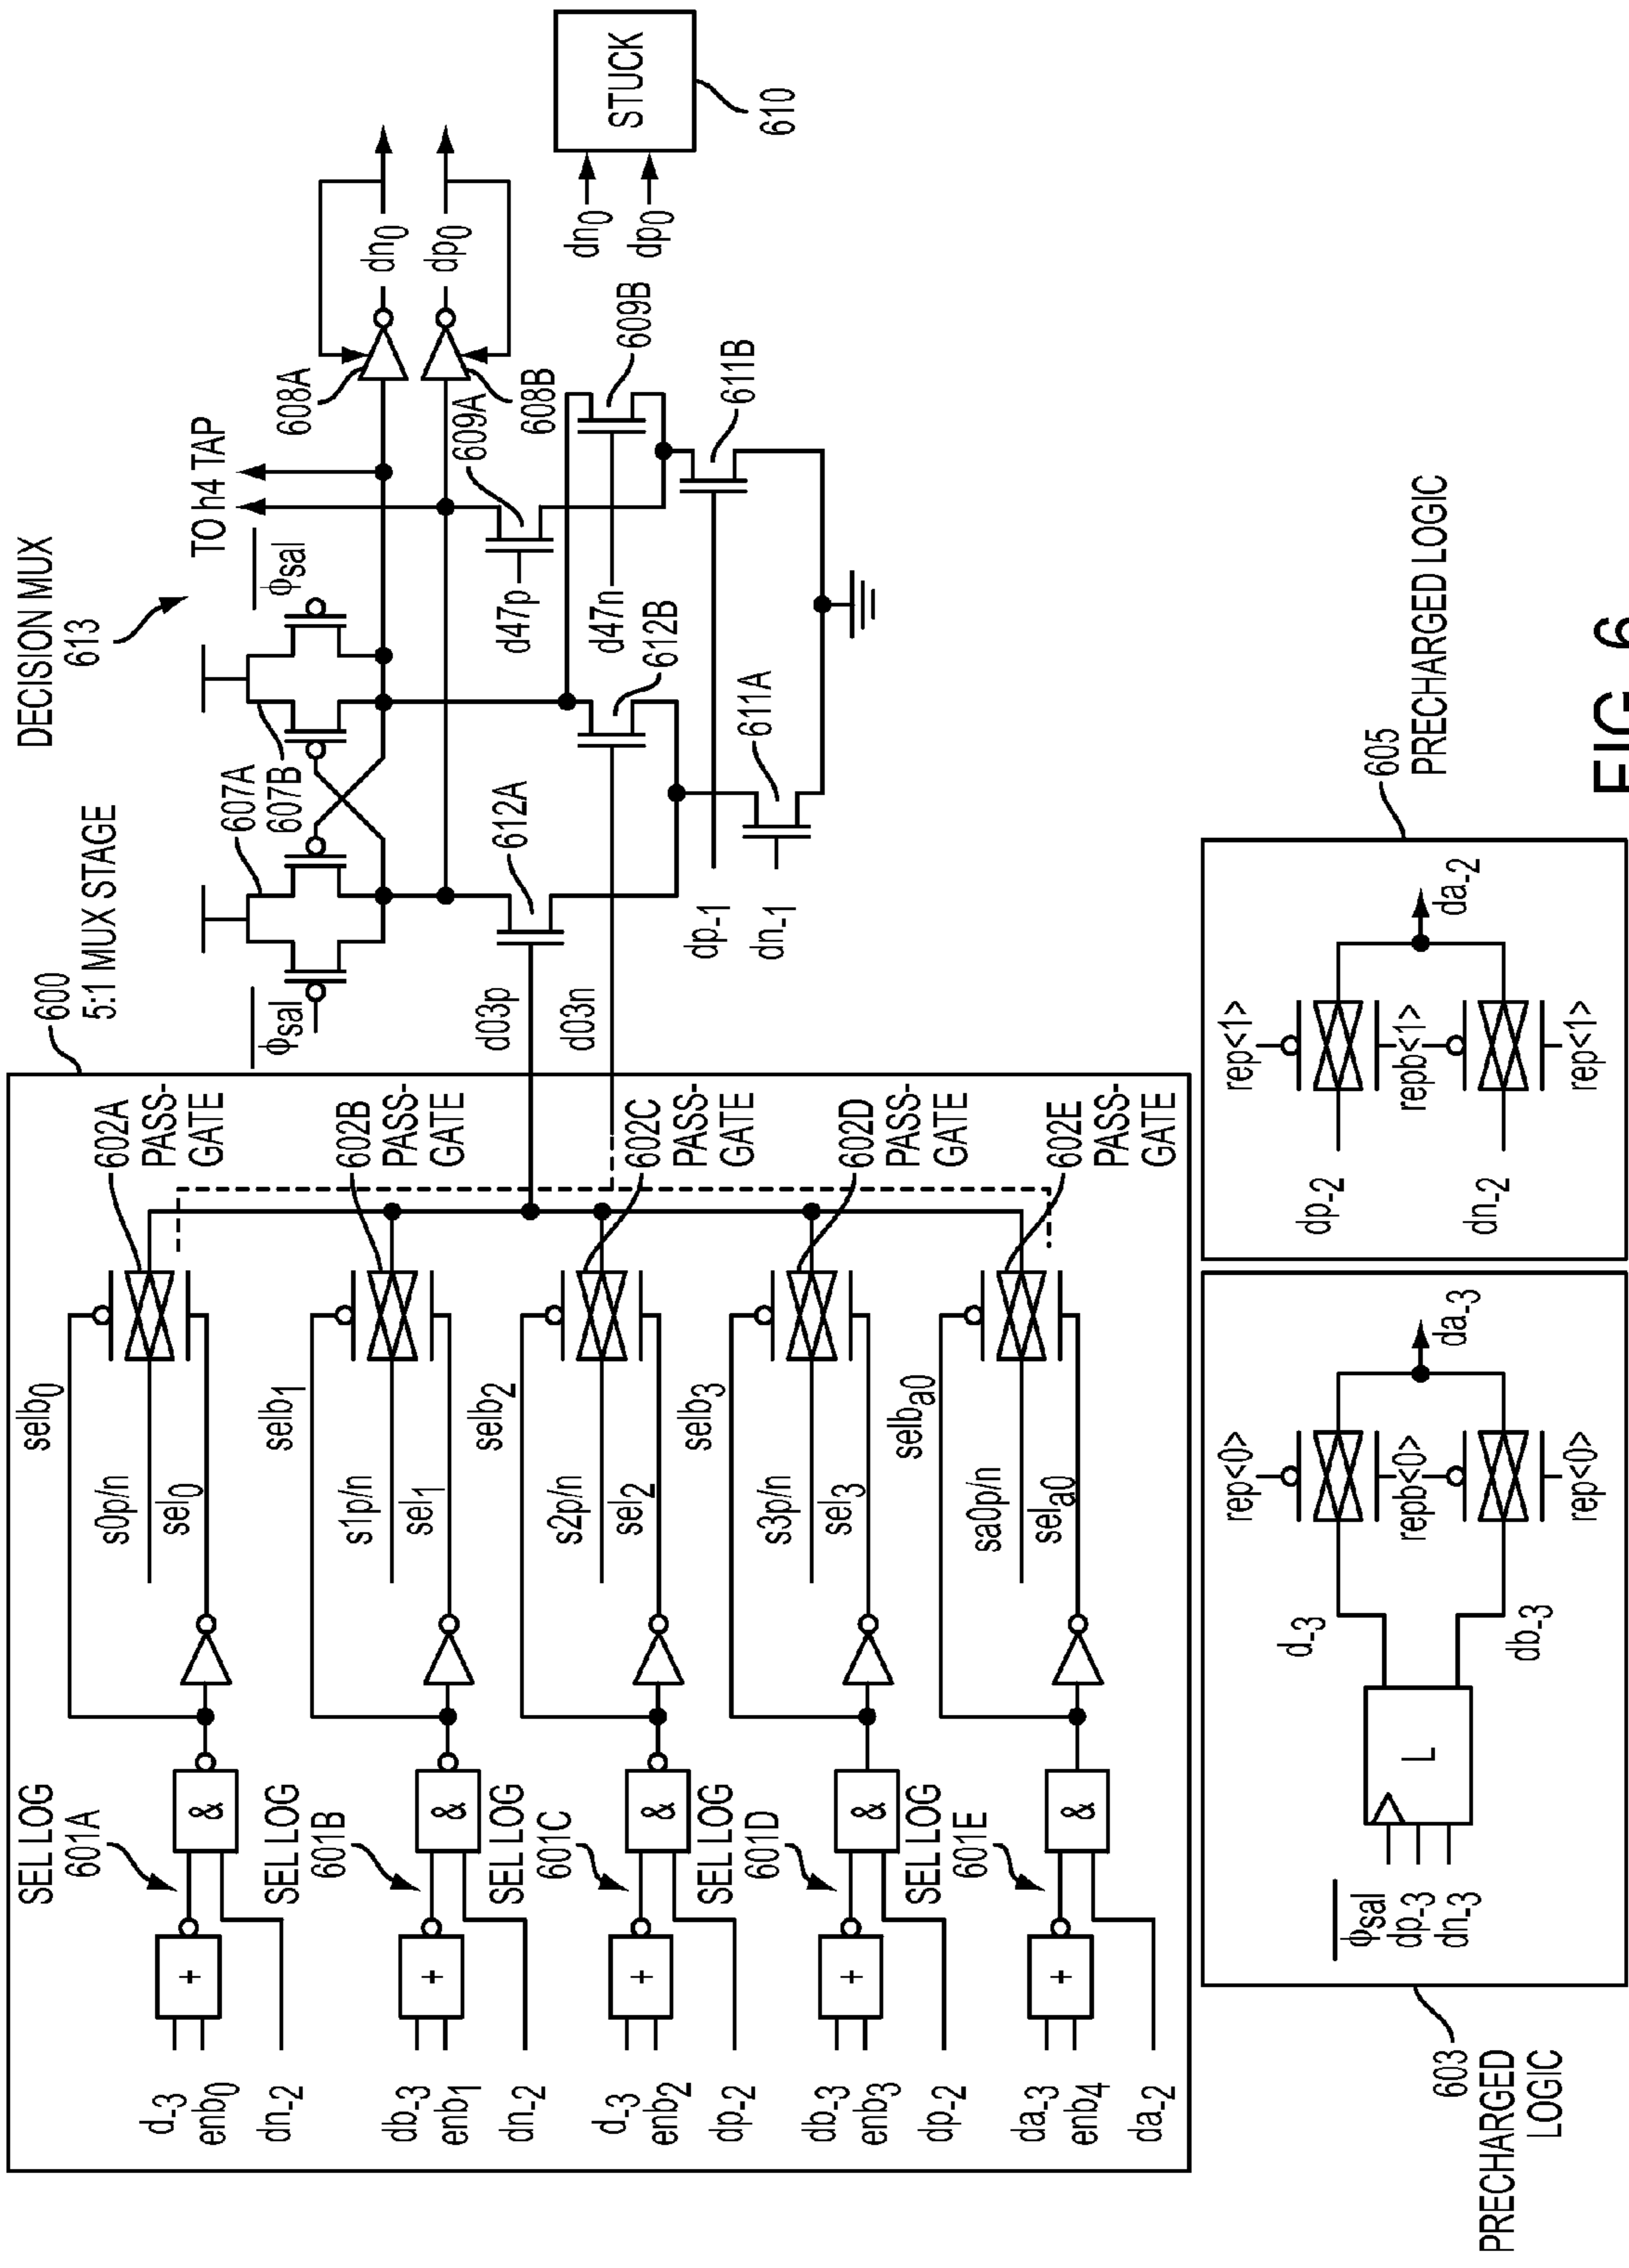 600
5:1 MUX STAGE
DECISION MUX
613
SEL LOG
601A
d-3
enb0
dn-2
+
&
selb0
s0p/n
sel0
602A
PASS-
GATE
SEL LOG
601B
db-3
enb1
dn-2
+
&
selb1
s1p/n
sel1
602B
PASS-
GATE
SEL LOG
601C
d-3
enb2
dp-2
+
&
selb2
s2p/n
sel2
602C
PASS-
GATE
SEL LOG
601D
db-3
enb3
dp-2
+
&
selb3
s3p/n
sel3
602D
PASS-
GATE
SEL LOG
601E
da-3
enb4
da-2
+
&
selba0
sa0p/n
sela0
602E
PASS-
GATE
ϕsal
607A
607B
ϕsal
TO h4 TAP
608A
dn0
dp0
608B
609A
609B
d03p
d03n
612A
612B
d47p
d47n
dp-1
dn-1
611A
611B
dn0
dp0
STUCK
610
603
PRECHARGED
LOGIC
ϕsal
dp-3
dn-3
L
d-3
db-3
rep<0>
repb<0>
rep<0>
da-3
605
PRECHARGED LOGIC
dp-2
dn-2
rep<1>
repb<1>
rep<1>
da-2
FIG. 6